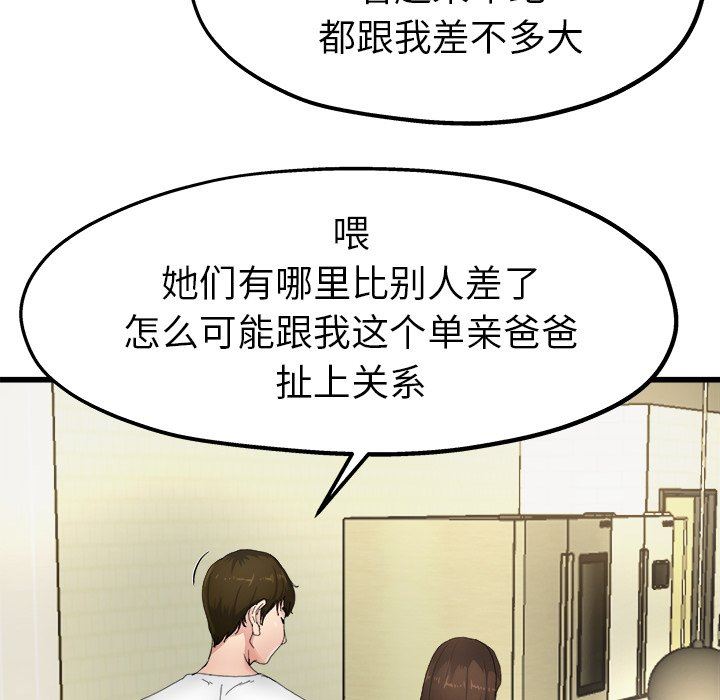 都跟我差不多大
喂
她们有哪里比别人差了
怎么可能跟我这个单亲爸爸
扯上关系